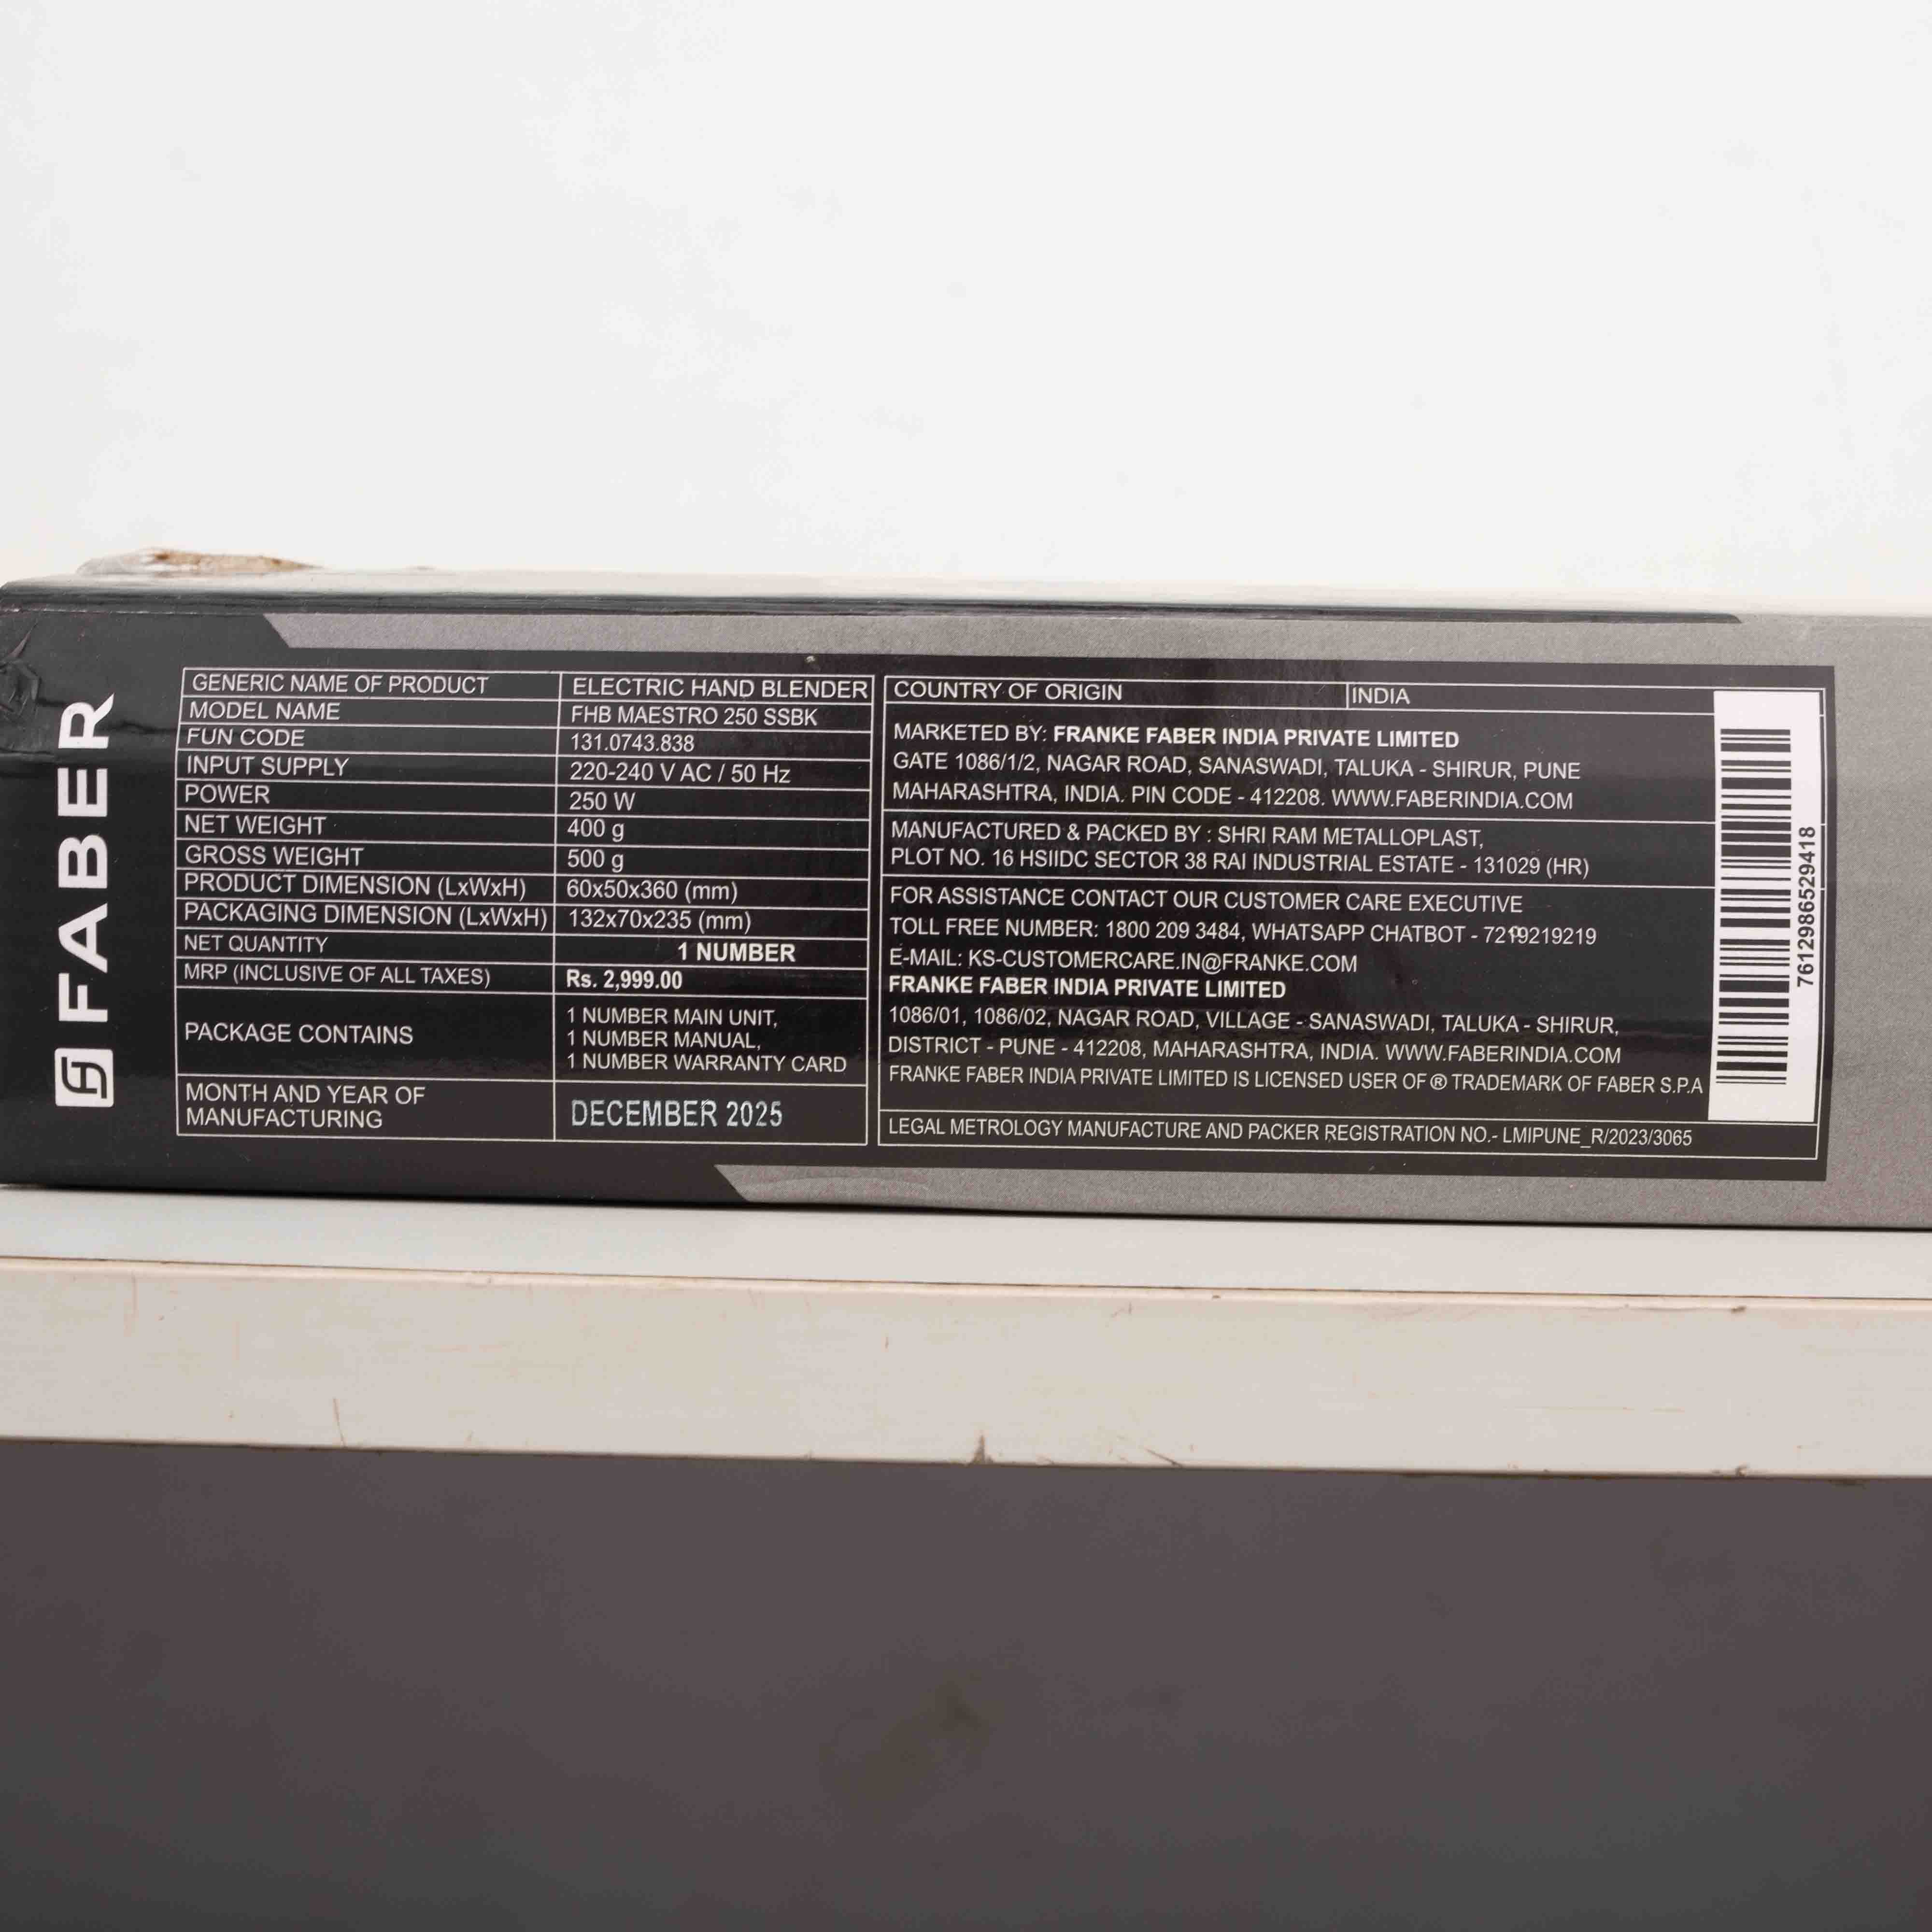 FABER
GENERIC NAME OF PRODUCT ELECTRIC HAND BLENDER
MODEL NAME FHB MAESTRO 250 SSBK
FUN CODE 131.0743.838
INPUT SUPPLY 220-240 V AC / 50 Hz
POWER 250 W
NET WEIGHT 400 g
GROSS WEIGHT 500 g
PRODUCT DIMENSION (LxWxH) 60x50x360 (mm)
PACKAGING DIMENSION (LxWxH) 132x70x235 (mm)
NET QUANTITY 1 NUMBER
MRP (INCLUSIVE OF ALL TAXES) Rs. 2,999.00
PACKAGE CONTAINS
1 NUMBER MAIN UNIT,
1 NUMBER MANUAL,
1 NUMBER WARRANTY CARD
MONTH AND YEAR OF
MANUFACTURING
DECEMBER 2025
COUNTRY OF ORIGIN INDIA
MARKETED BY: FRANKE FABER INDIA PRIVATE LIMITED
GATE 1086/1/2, NAGAR ROAD, SANASWADI, TALUKA - SHIRUR, PUNE
MAHARASHTRA, INDIA. PIN CODE - 412208. WWW.FABERINDIA.COM
MANUFACTURED & PACKED BY : SHRI RAM METALLOPLAST,
PLOT NO. 16 HSIIDC SECTOR 38 RAI INDUSTRIAL ESTATE - 131029 (HR)
FOR ASSISTANCE CONTACT OUR CUSTOMER CARE EXECUTIVE
TOLL FREE NUMBER: 1800 209 3484, WHATSAPP CHATBOT - 7219219219
E-MAIL: KS-CUSTOMERCARE.IN@FRANKE.COM
FRANKE FABER INDIA PRIVATE LIMITED
1086/01, 1086/02, NAGAR ROAD, VILLAGE - SANASWADI, TALUKA - SHIRUR,
DISTRICT - PUNE - 412208, MAHARASHTRA, INDIA. WWW.FABERINDIA.COM
FRANKE FABER INDIA PRIVATE LIMITED IS LICENSED USER OF ® TRADEMARK OF FABER S.P.A
LEGAL METROLOGY MANUFACTURE AND PACKER REGISTRATION NO.- LMIPUNE_R/2023/3065
7612986529418